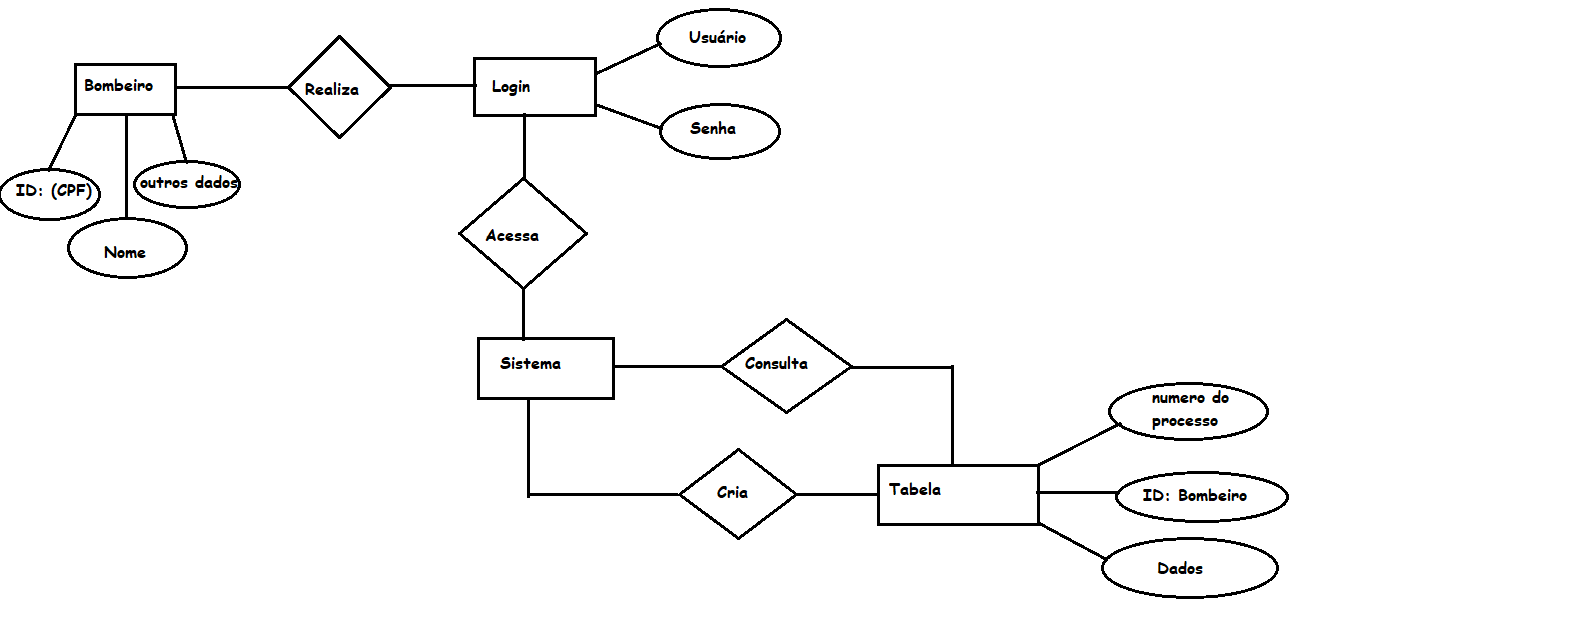 Bombeiro
Realiza
Login
Usuário
Senha
ID: (CPF)
outros dados
Nome
Acessa
Sistema
Consulta
Cria
Tabela
numero do
processo
ID: Bombeiro
Dados